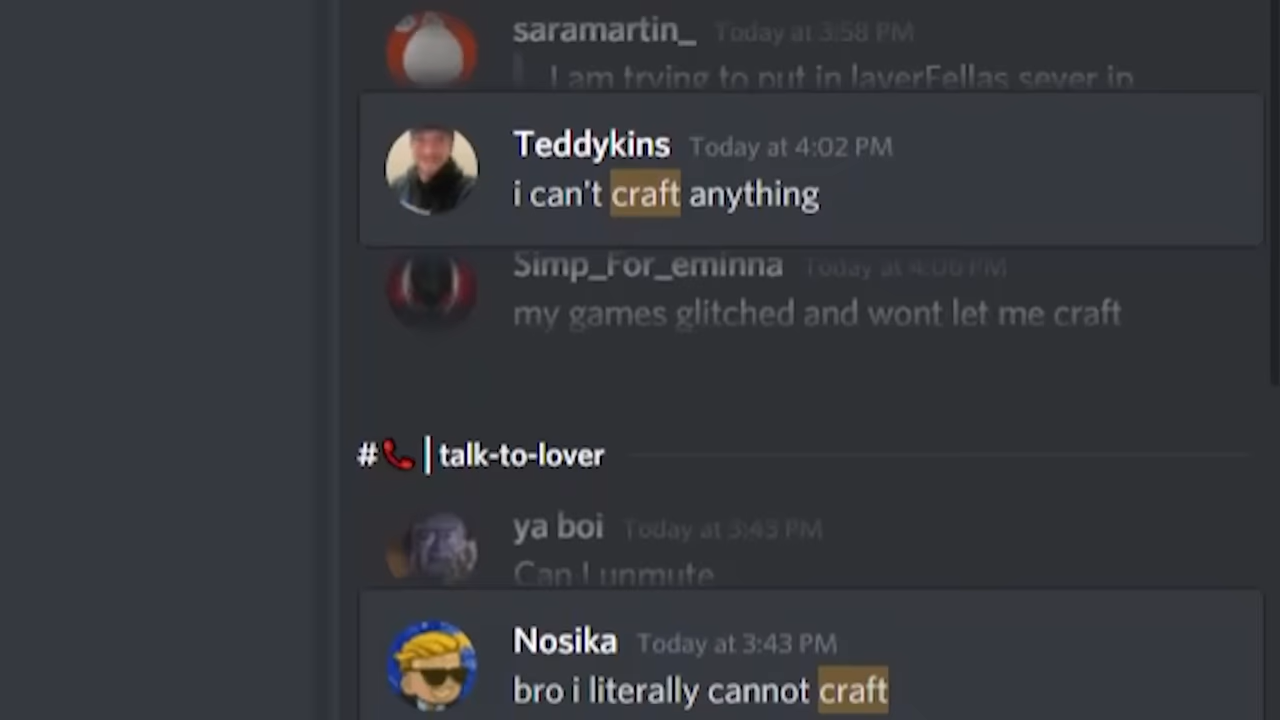 saramartin_ Today at 3:58 PM
I am trying to put in layerFellas sever ip
Teddykins Today at 4:02 PM
i can't craft anything
Simp_For_eminna Today at 4:06 PM
my games glitched and wont let me craft
#📞 | talk-to-lover
ya boi Today at 3:43 PM
Can I unmute
Nosika Today at 3:43 PM
bro i literally cannot craft